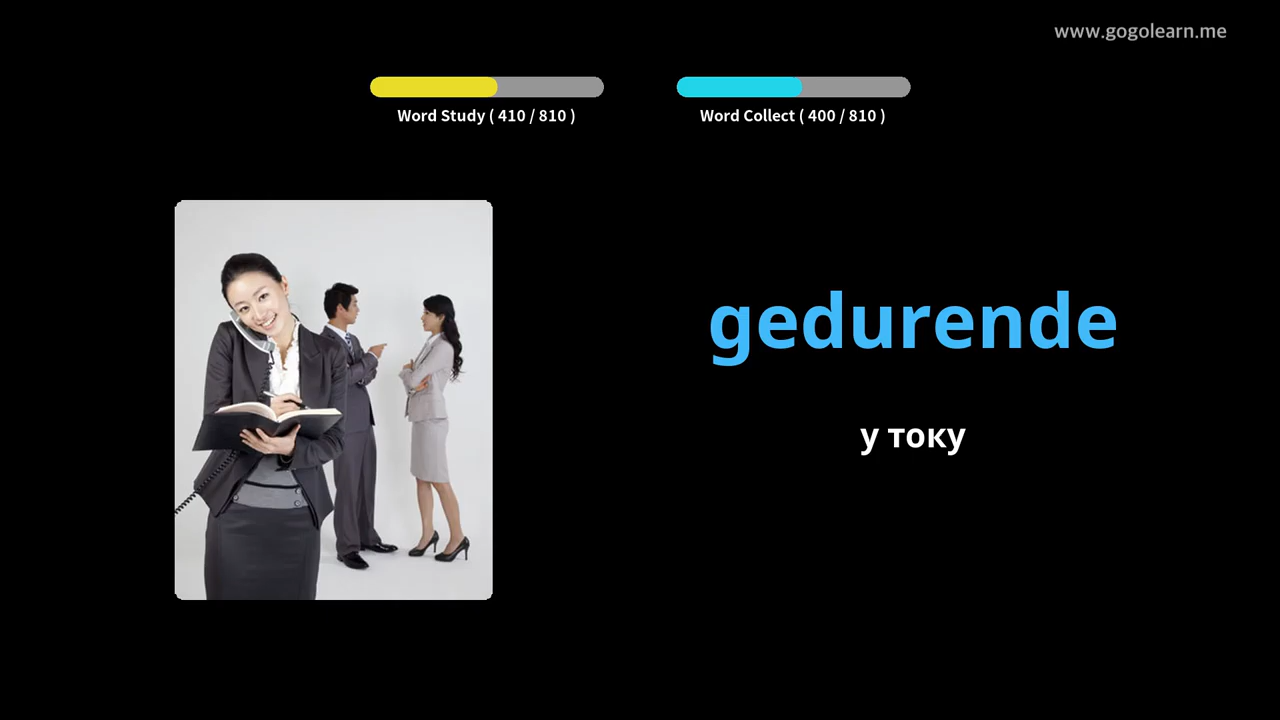 www.gogolearn.me
Word Study ( 410 / 810 )
Word Collect ( 400 / 810 )
gedurende
у току